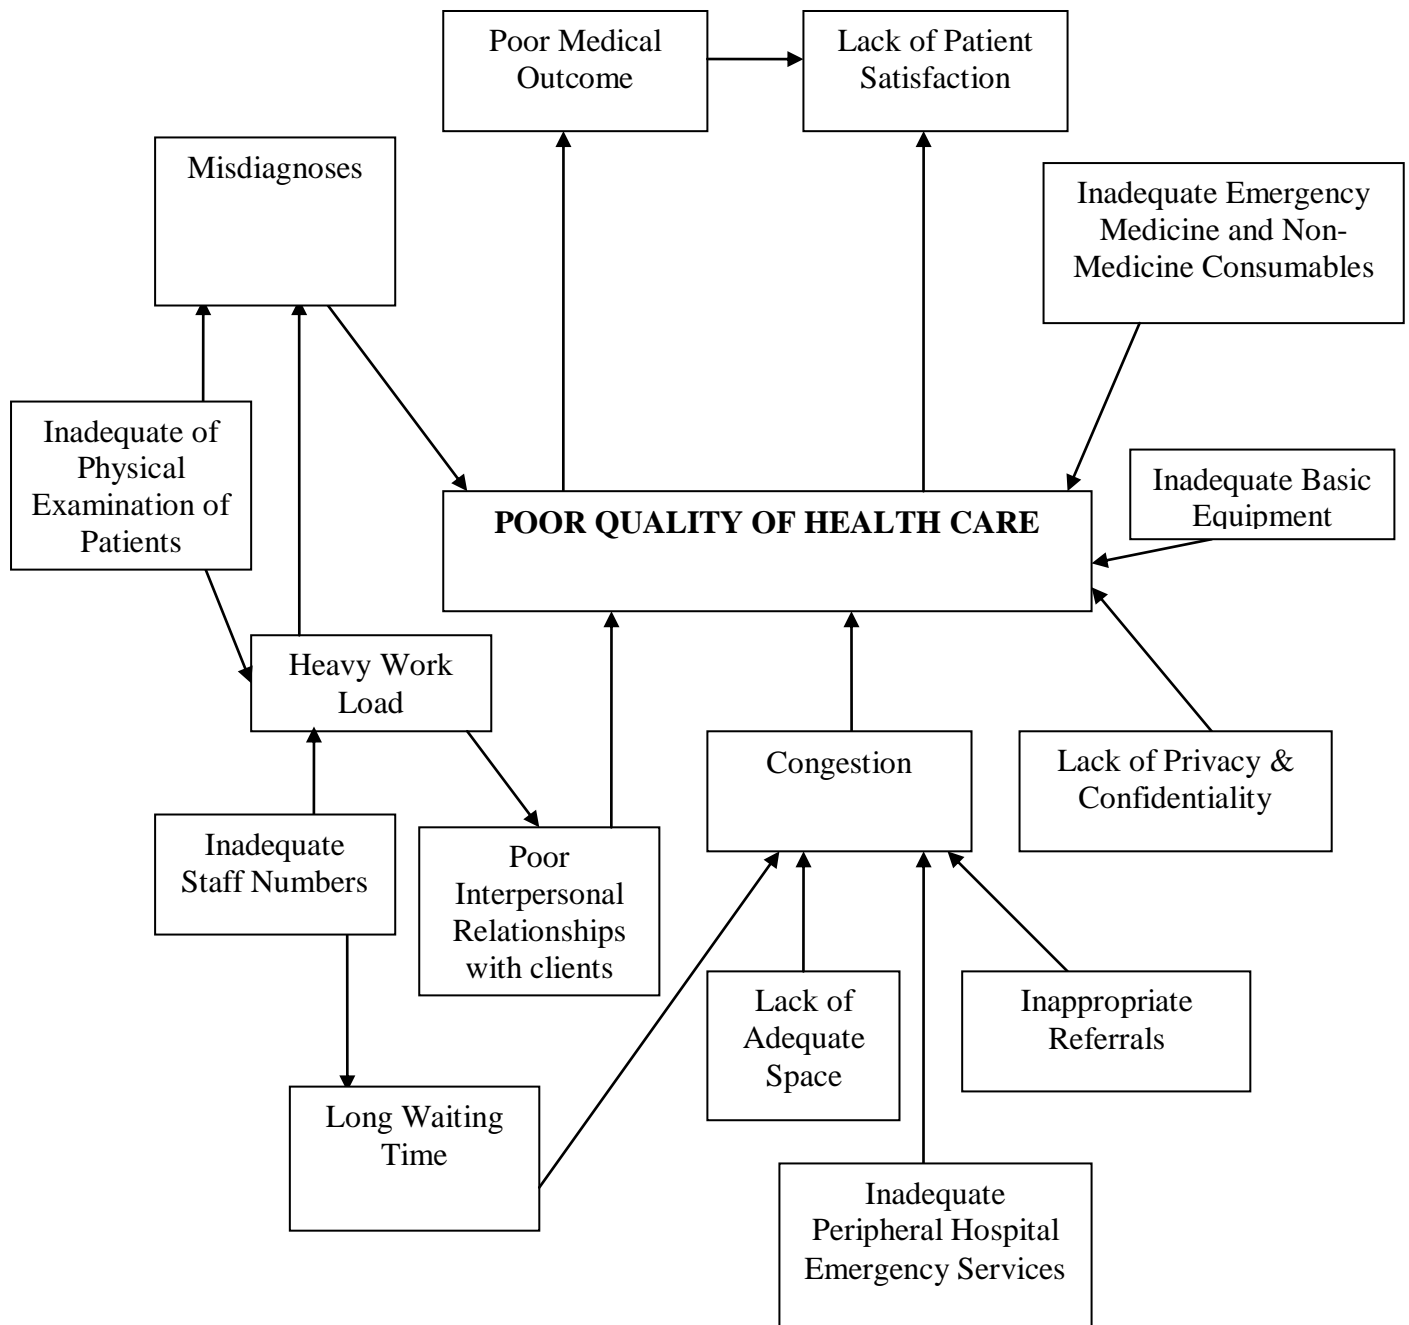 Poor Medical
Outcome
Lack of Patient
Satisfaction
Misdiagnoses
Inadequate Emergency
Medicine and Non-
Medicine Consumables
Inadequate of
Physical
Examination of
Patients
Inadequate Basic
Equipment
POOR QUALITY OF HEALTH CARE
Heavy Work
Load
Congestion
Lack of Privacy &
Confidentiality
Inadequate
Staff Numbers
Poor
Interpersonal
Relationships
with clients
Lack of
Adequate
Space
Inappropriate
Referrals
Long Waiting
Time
Inadequate
Peripheral Hospital
Emergency Services